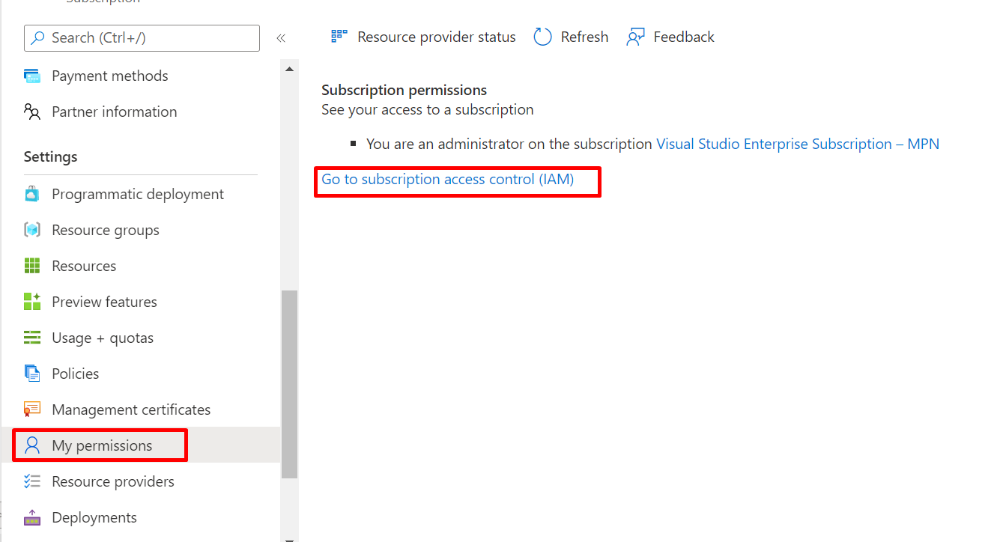 Subscription
Search (Ctrl+/)
«
Resource provider status
Refresh
Feedback
Payment methods
Partner information
Settings
Programmatic deployment
Resource groups
Resources
Preview features
Usage + quotas
Policies
Management certificates
My permissions
Resource providers
Deployments
Subscription permissions
See your access to a subscription
You are an administrator on the subscription Visual Studio Enterprise Subscription – MPN
Go to subscription access control (IAM)